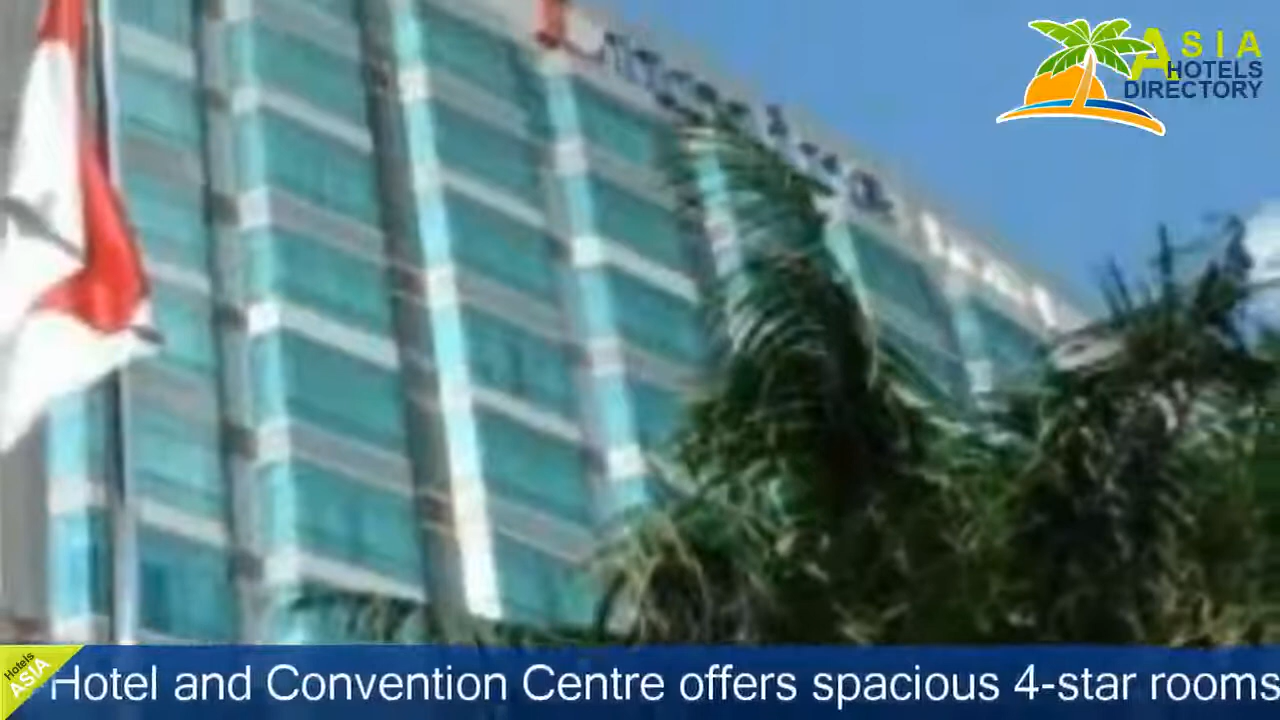 ASIA
HOTELS
DIRECTORY
Hotels
ASIA
Hotel and Convention Centre offers spacious 4-star rooms